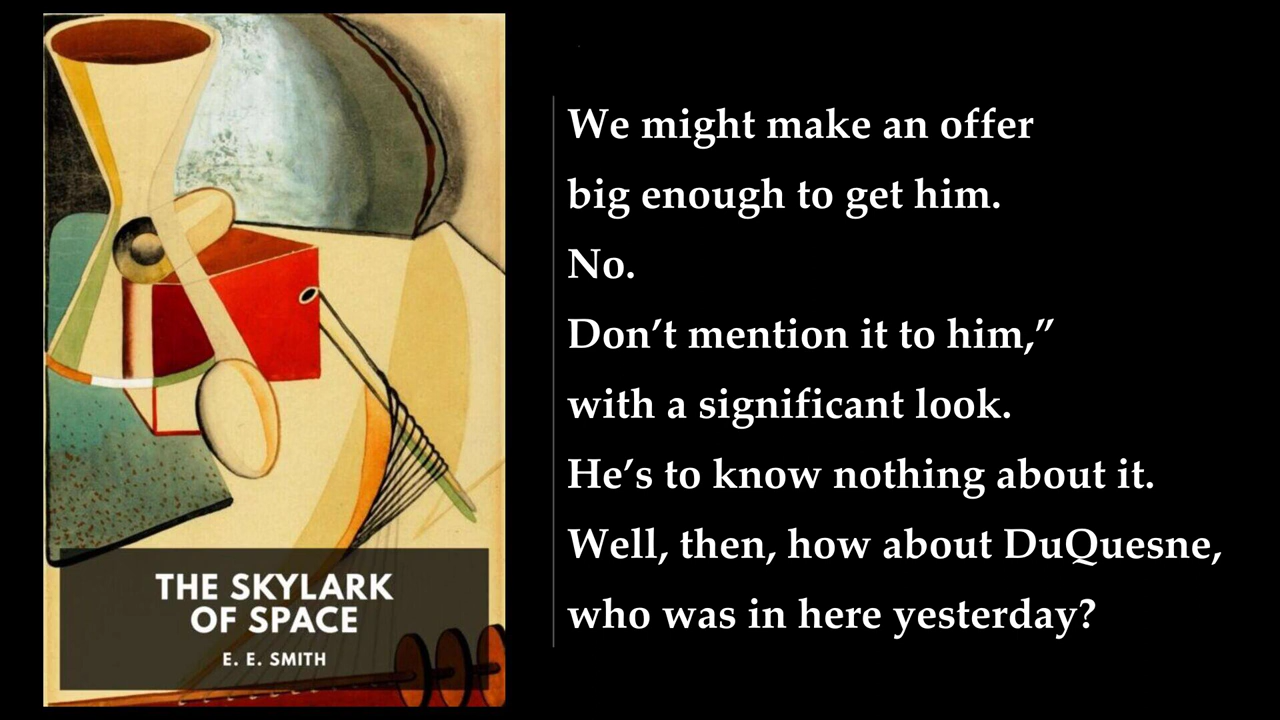 THE SKYLARK
OF SPACE
E. E. SMITH
We might make an offer
big enough to get him.
No.
Don’t mention it to him,”
with a significant look.
He’s to know nothing about it.
Well, then, how about DuQuesne,
who was in here yesterday?